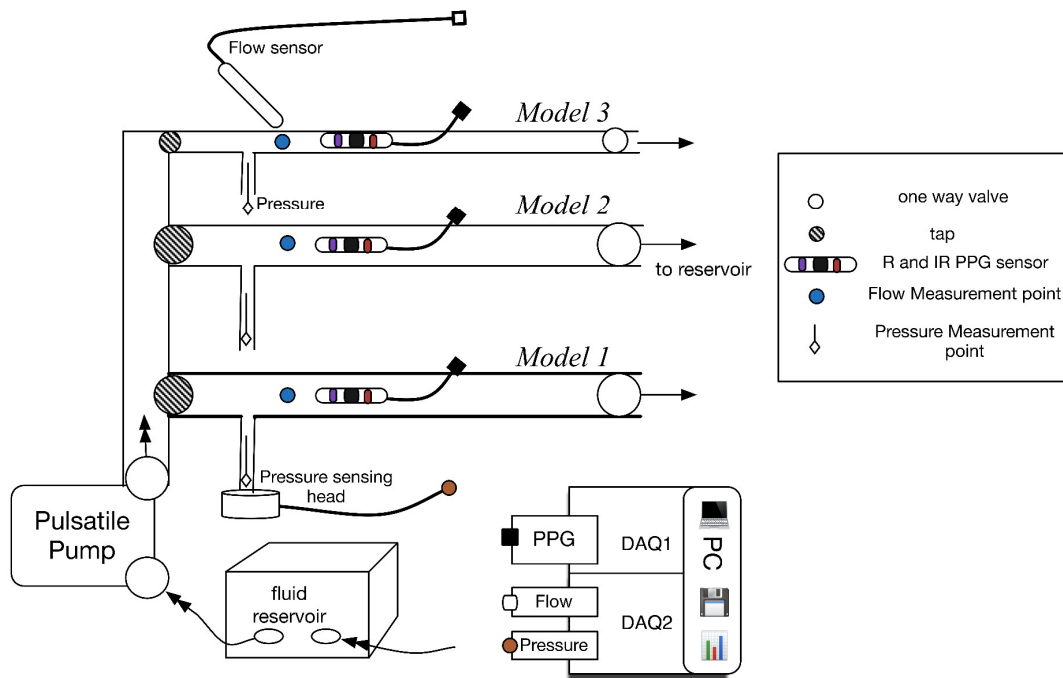 Flow sensor
Model 3
Pressure
Model 2
to reservoir
Model 1
Pressure sensing
head
Pulsatile
Pump
fluid
reservoir
one way valve
tap
R and IR PPG sensor
Flow Measurement point
Pressure Measurement
point
PPG
DAQ1
Flow
DAQ2
Pressure
PC